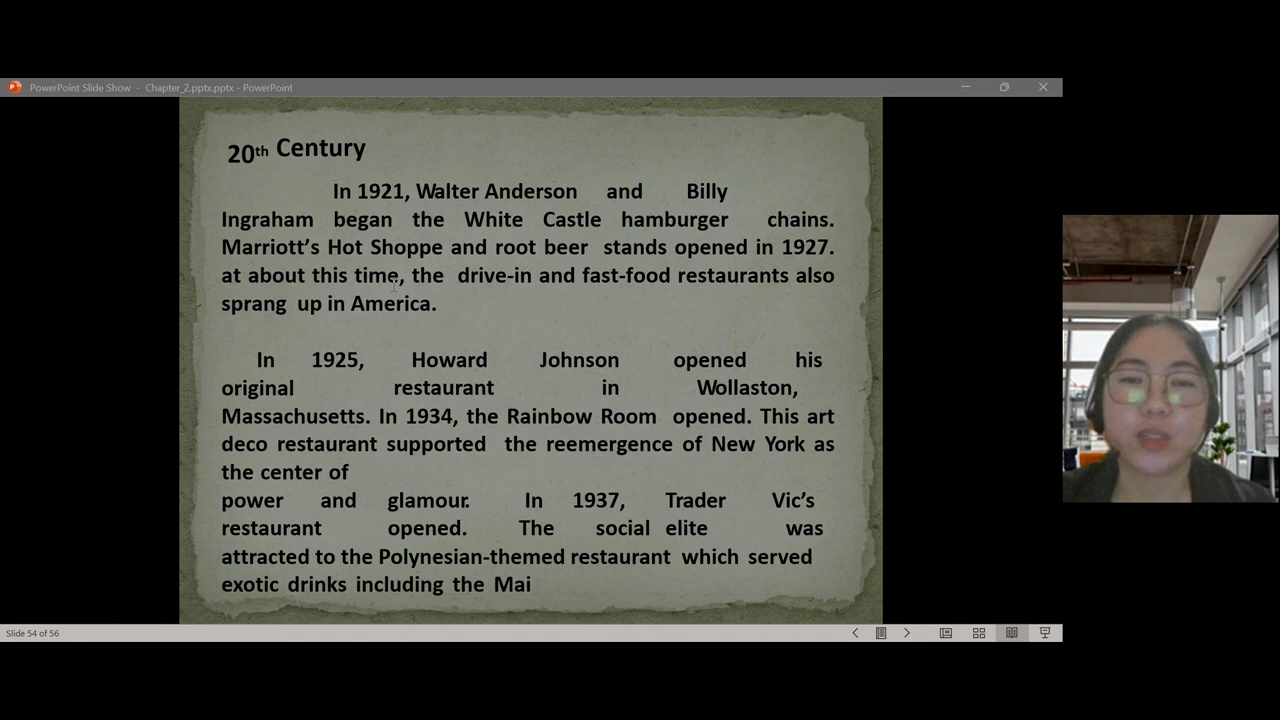 PowerPoint Slide Show - Chapter_2.pptx.pptx - PowerPoint
20th Century
In 1921, Walter Anderson and Billy
Ingraham began the White Castle hamburger chains.
Marriott's Hot Shoppe and root beer stands opened in 1927.
at about this time, the drive-in and fast-food restaurants also
sprang up in America.
In 1925, Howard Johnson opened his
original restaurant in Wollaston,
Massachusetts. In 1934, the Rainbow Room opened. This art
deco restaurant supported the reemergence of New York as
the center of
power and glamour. In 1937, Trader Vic's
restaurant opened. The social elite was
attracted to the Polynesian-themed restaurant which served
exotic drinks including the Mai
Slide 54 of 56